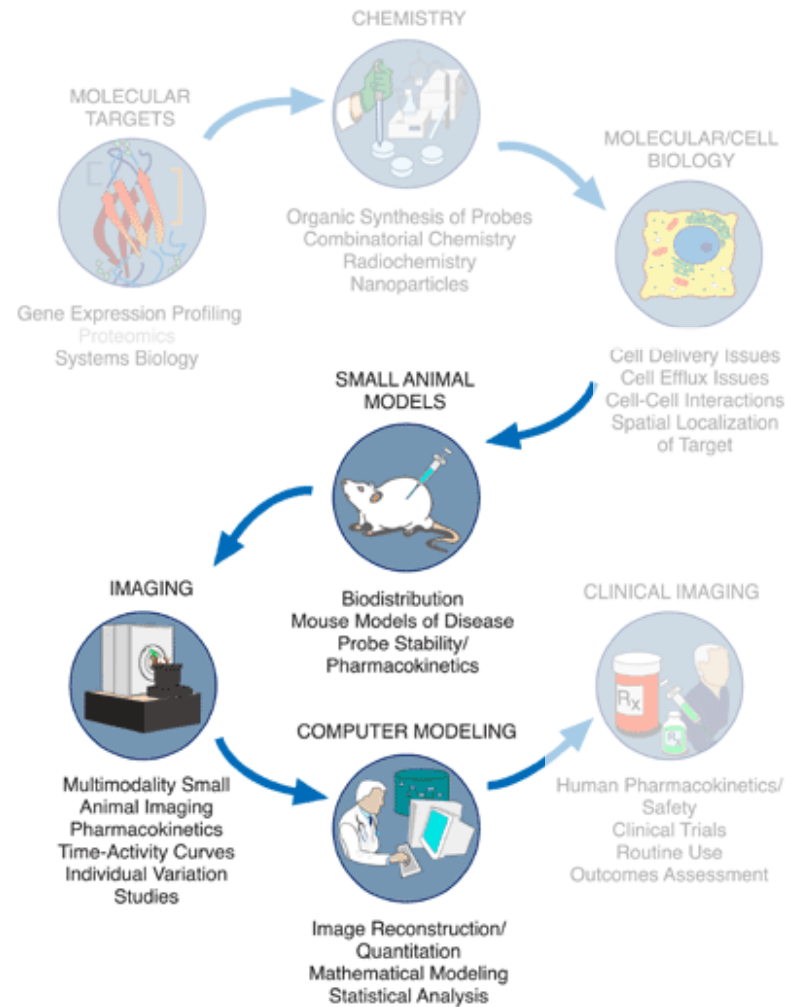 CHEMISTRY
MOLECULAR
TARGETS
MOLECULAR/CELL
BIOLOGY
Organic Synthesis of Probes
Combinatorial Chemistry
Radiochemistry
Nanoparticles
Gene Expression Profiling
Proteomics
Systems Biology
Cell Delivery Issues
Cell Efflux Issues
Cell-Cell Interactions
Spatial Localization
of Target
SMALL ANIMAL
MODELS
Biodistribution
Mouse Models of Disease
Probe Stability/
Pharmacokinetics
IMAGING
Multimodality Small
Animal Imaging
Pharmacokinetics
Time-Activity Curves
Individual Variation
Studies
COMPUTER MODELING
Image Reconstruction/
Quantitation
Mathematical Modeling
Statistical Analysis
CLINICAL IMAGING
Rx
Rx
Human Pharmacokinetics/
Safety
Clinical Trials
Routine Use
Outcomes Assessment